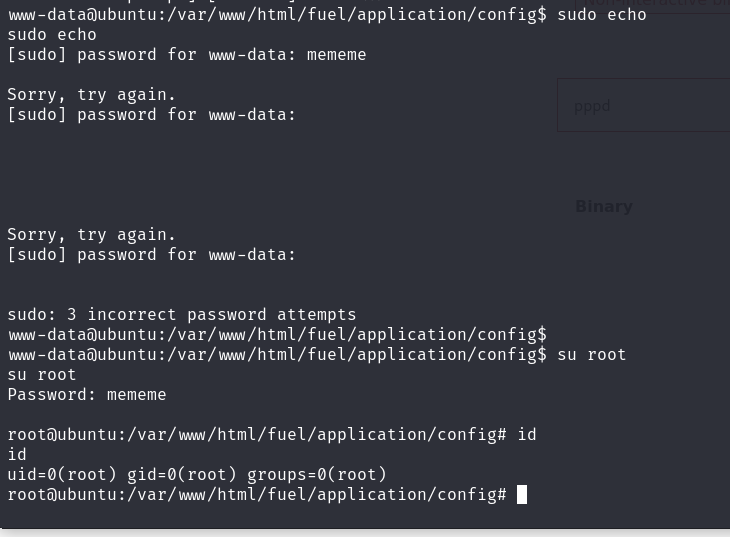 www-data@ubuntu:/var/www/html/fuel/application/config$ sudo echo
sudo echo
[sudo] password for www-data: mememe
Sorry, try again.
[sudo] password for www-data:
pppd
Binary
Sorry, try again.
[sudo] password for www-data:
sudo: 3 incorrect password attempts
www-data@ubuntu:/var/www/html/fuel/application/config$
www-data@ubuntu:/var/www/html/fuel/application/config$ su root
su root
Password: mememe
root@ubuntu:/var/www/html/fuel/application/config# id
id
uid=0(root) gid=0(root) groups=0(root)
root@ubuntu:/var/www/html/fuel/application/config#